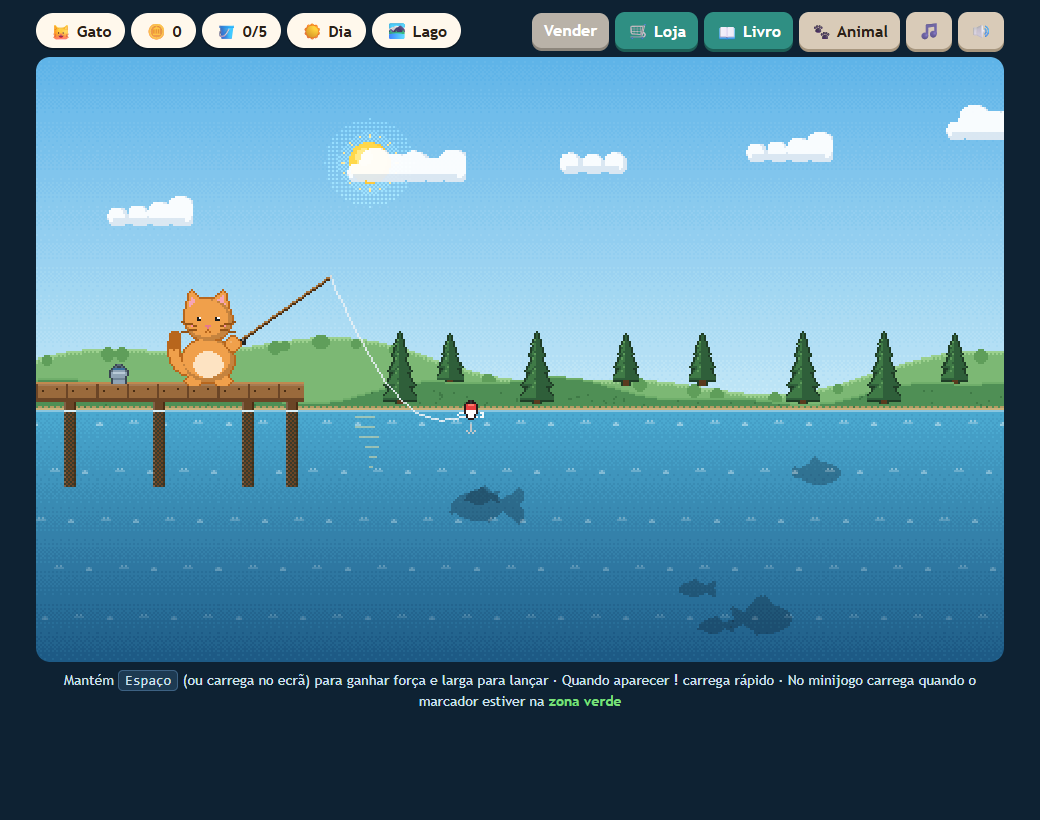 Gato 0 0/5 Dia Lago Vender Loja Livro Animal
Mantém Espaço (ou carrega no ecrã) para ganhar força e larga para lançar · Quando aparecer ! carrega rápido · No minijogo carrega quando o
marcador estiver na zona verde